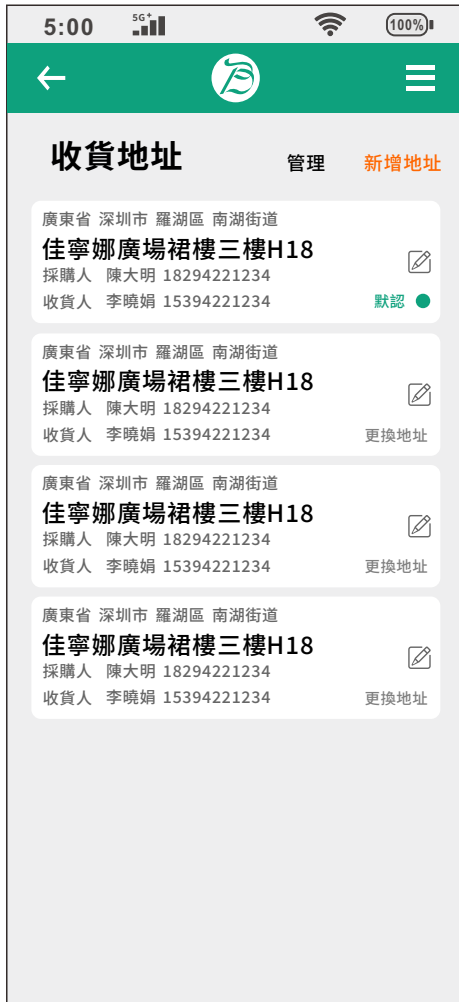 5:00 5G+ 100%
收貨地址 管理 新增地址
廣東省 深圳市 羅湖區 南湖街道
佳寧娜廣場裙樓三樓H18
採購人 陳大明 18294221234
收貨人 李曉娟 15394221234 默認
廣東省 深圳市 羅湖區 南湖街道
佳寧娜廣場裙樓三樓H18
採購人 陳大明 18294221234
收貨人 李曉娟 15394221234 更換地址
廣東省 深圳市 羅湖區 南湖街道
佳寧娜廣場裙樓三樓H18
採購人 陳大明 18294221234
收貨人 李曉娟 15394221234 更換地址
廣東省 深圳市 羅湖區 南湖街道
佳寧娜廣場裙樓三樓H18
採購人 陳大明 18294221234
收貨人 李曉娟 15394221234 更換地址